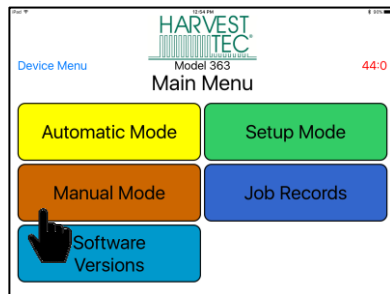 iPad
12:54 PM
HARVEST
TEC
Device Menu
Model 363
44:0
Main Menu
Automatic Mode
Setup Mode
Manual Mode
Job Records
Software
Versions